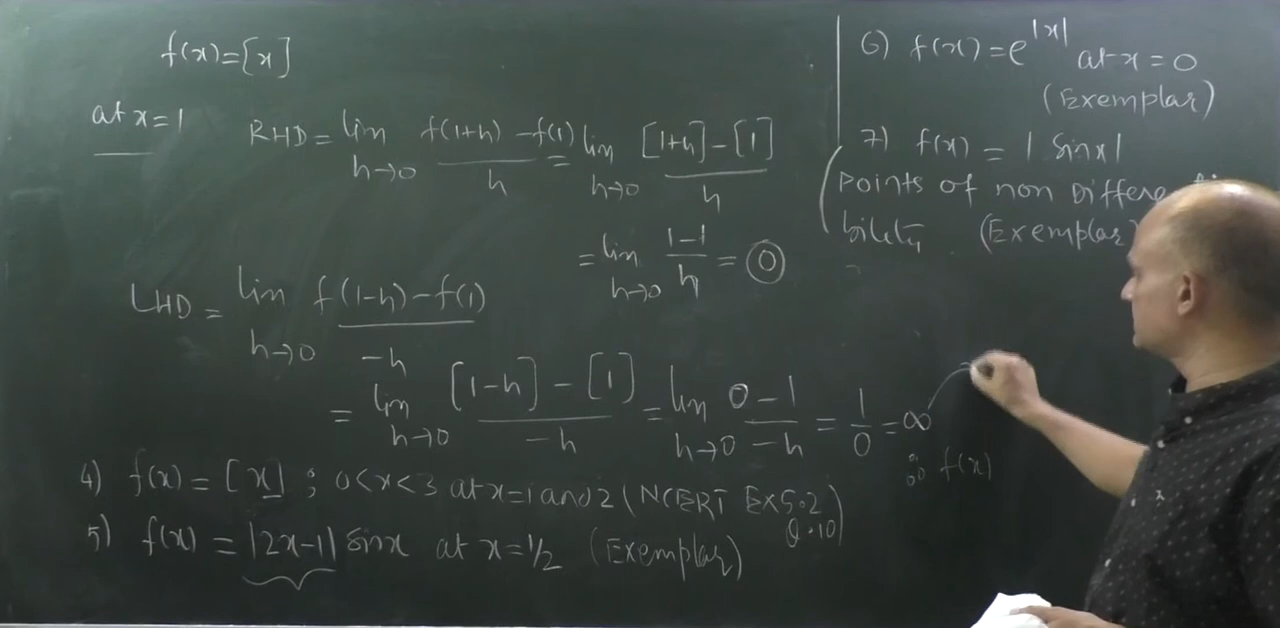 f(x)=[x]
at x=1
RHD = lim h→0 f(1+h) - f(1) / h = lim h→0 [1+h] - [1] / h
= lim h→0 1-1 / h = 0
LHD = lim h→0 f(1-h) - f(1) / -h
= lim h→0 [1-h] - [1] / -h = lim h→0 0-1 / -h = 1/0 = ∞
∴ f(x)
4) f(x) = [x] ; 0<x<3 at x=1 and 2 (NCERT EX 5.2
Q.10)
5) f(x) = |2x-1| sinx at x=1/2 (Exemplar)
6) f(x) = e^|x| at x=0
(Exemplar)
7) f(x) = | sinx|
(Points of non
bility (Exemplar)